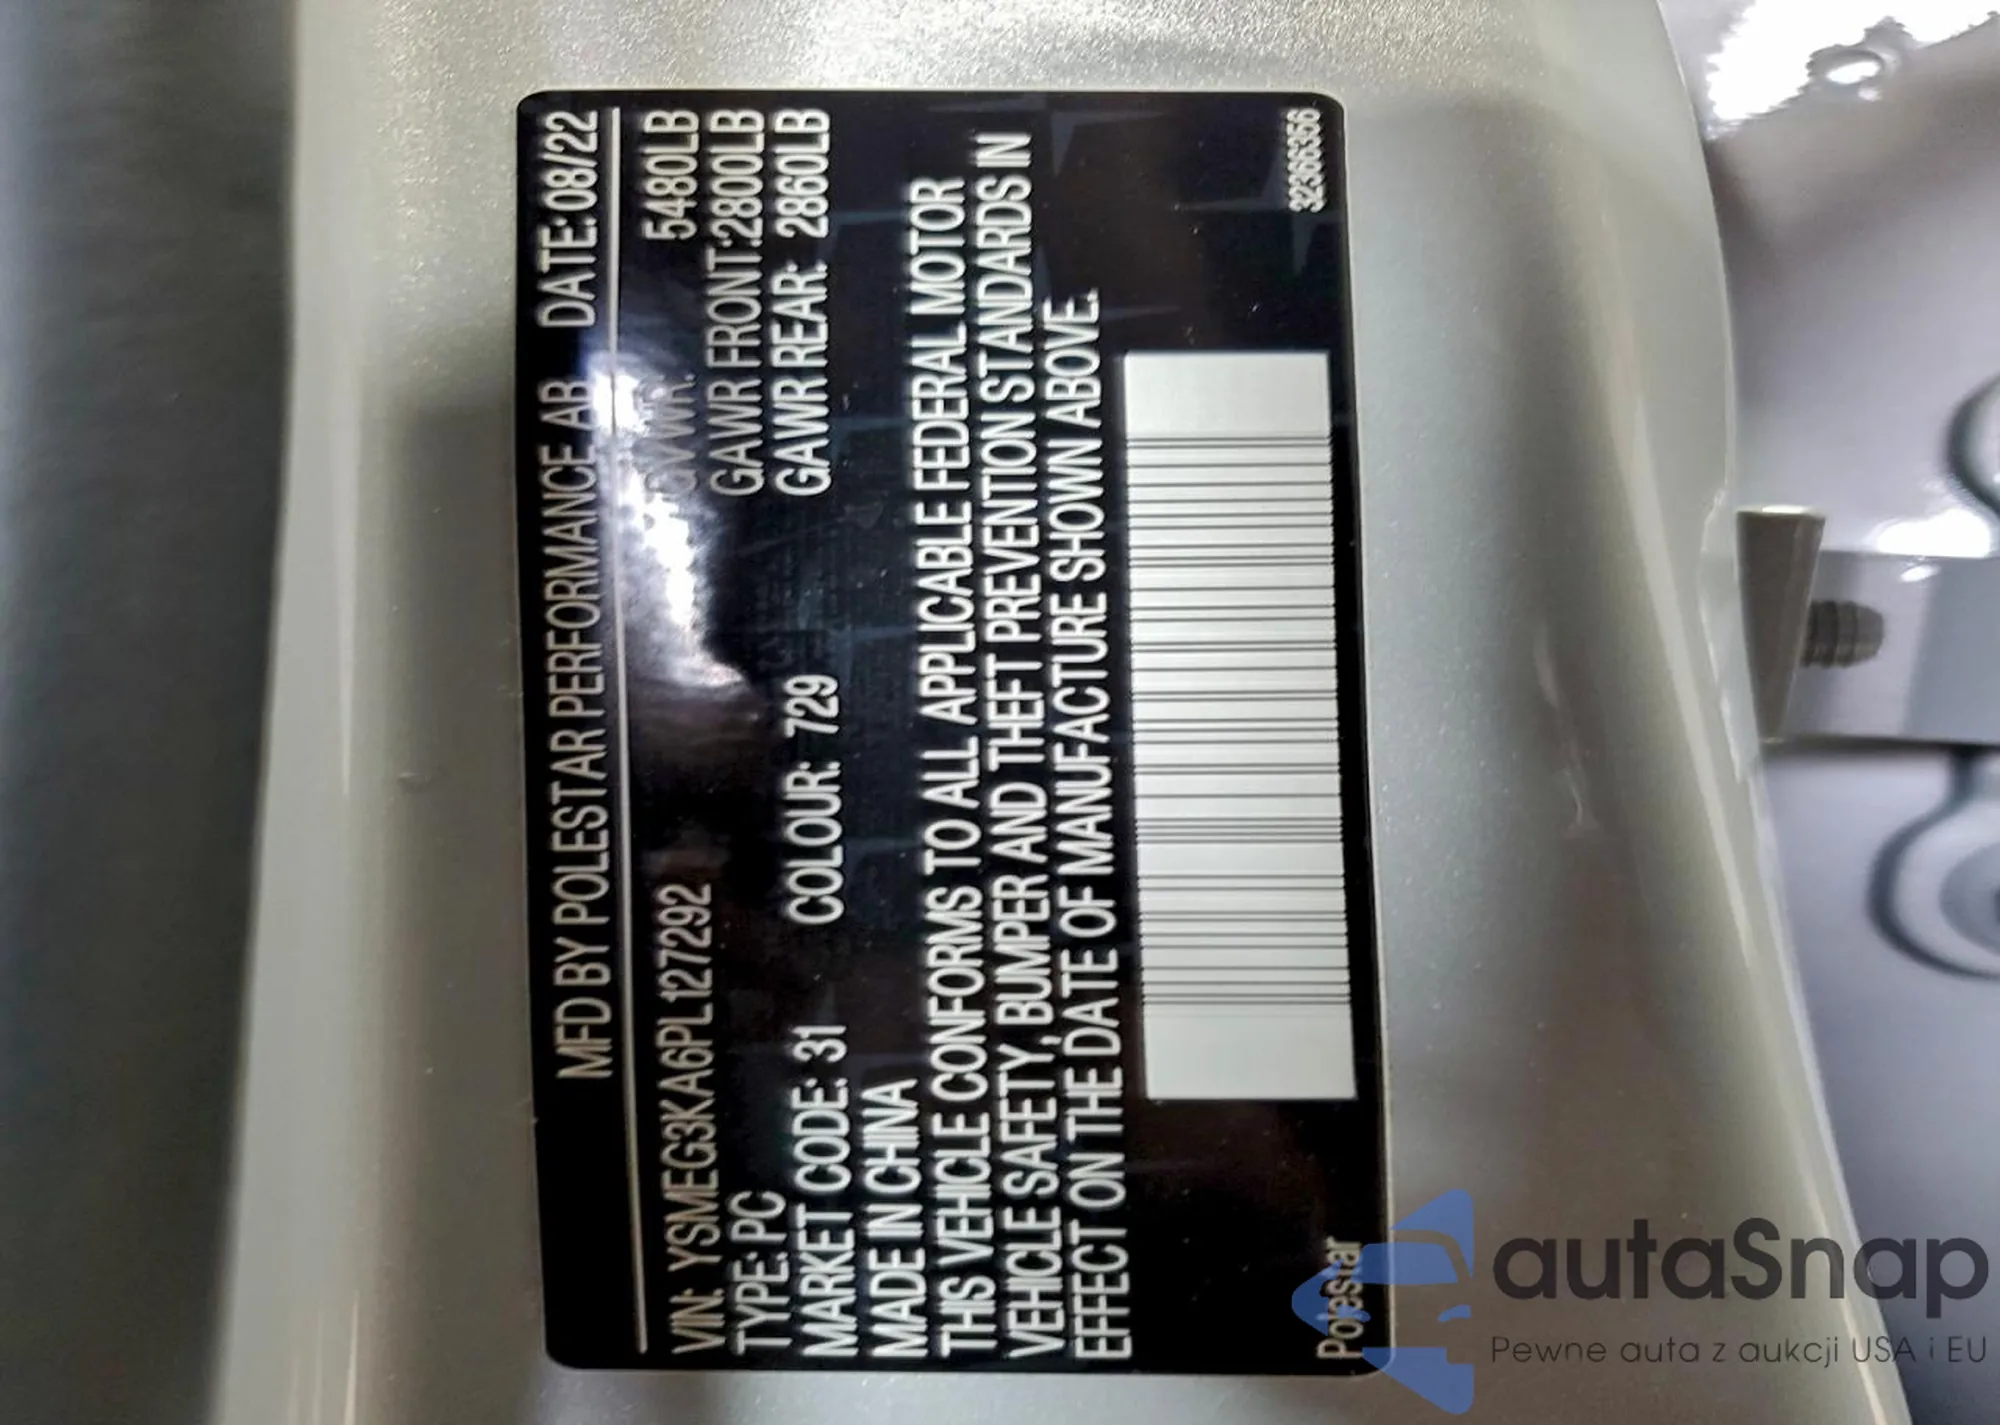 MFD BY POLESTAR PERFORMANCE AB DATE: 08/22
VIN: YSMEG3KA6PL127292 GVWR: 5480LB
TYPE: PC GAWR FRONT: 2800LB
MARKET CODE: 31 COLOUR: 729 GAWR REAR: 2860LB
MADE IN CHINA
THIS VEHICLE CONFORMS TO ALL APPLICABLE FEDERAL MOTOR
VEHICLE SAFETY, BUMPER AND THEFT PREVENTION STANDARDS IN
EFFECT ON THE DATE OF MANUFACTURE SHOWN ABOVE.
Polestar 32366356
autaSnap
Pewne auta z aukcji USA i EU